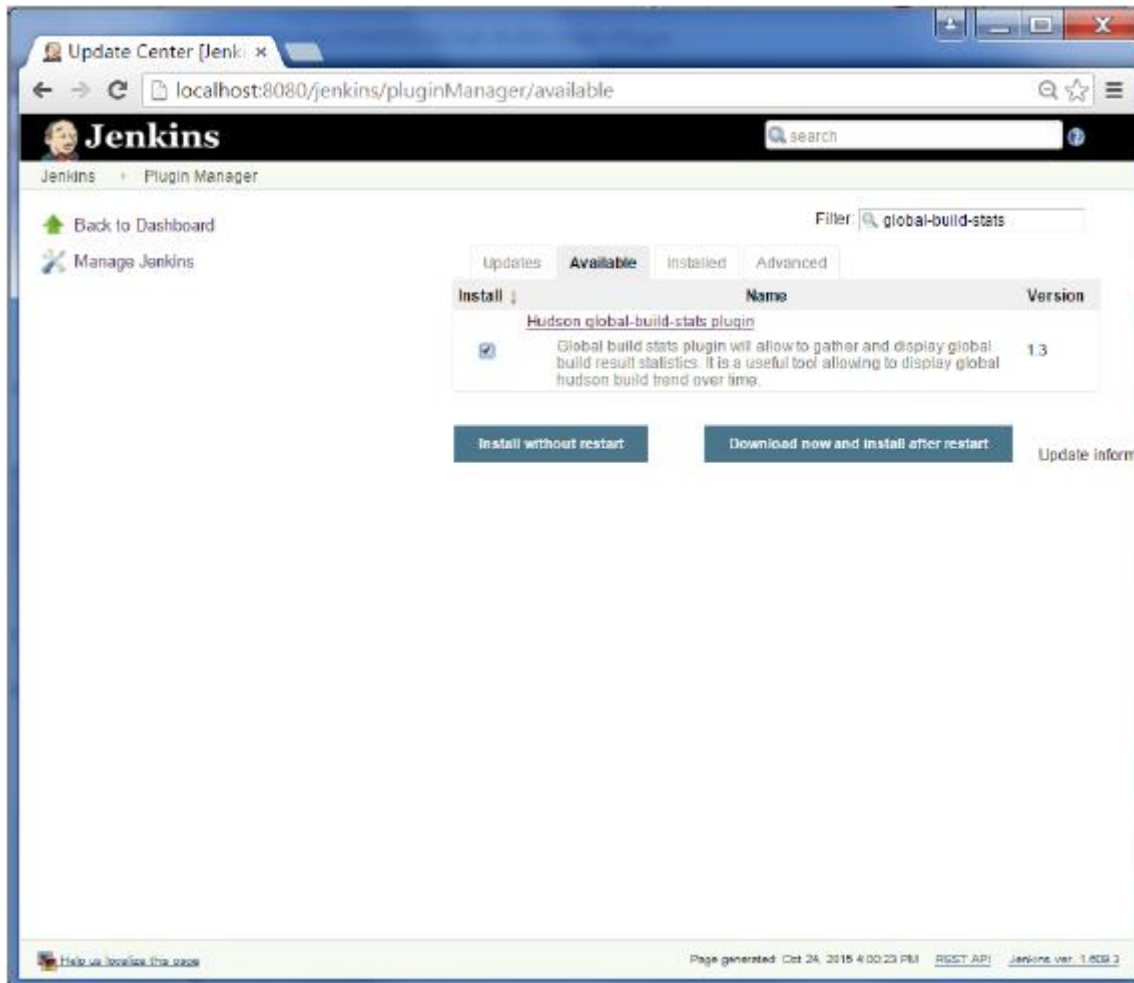 Update Center [Jenki
localhost:8080/jenkins/pluginManager/available
Jenkins
search
Jenkins
Plugin Manager
Back to Dashboard
Filter: global-build-stats
Manage Jenkins
Updates Available Installed Advanced
Install ↓ Name Version
Hudson global-build-stats plugin
Global build stats plugin will allow to gather and display global
build result statistics. It is a useful tool allowing to display global
hudson build trend over time.
1.3
Install without restart
Download now and install after restart
Update inform
Help us localize this page
Page generated: Oct 24, 2015 4:00:23 PM REST API Jenkins ver. 1.609.3